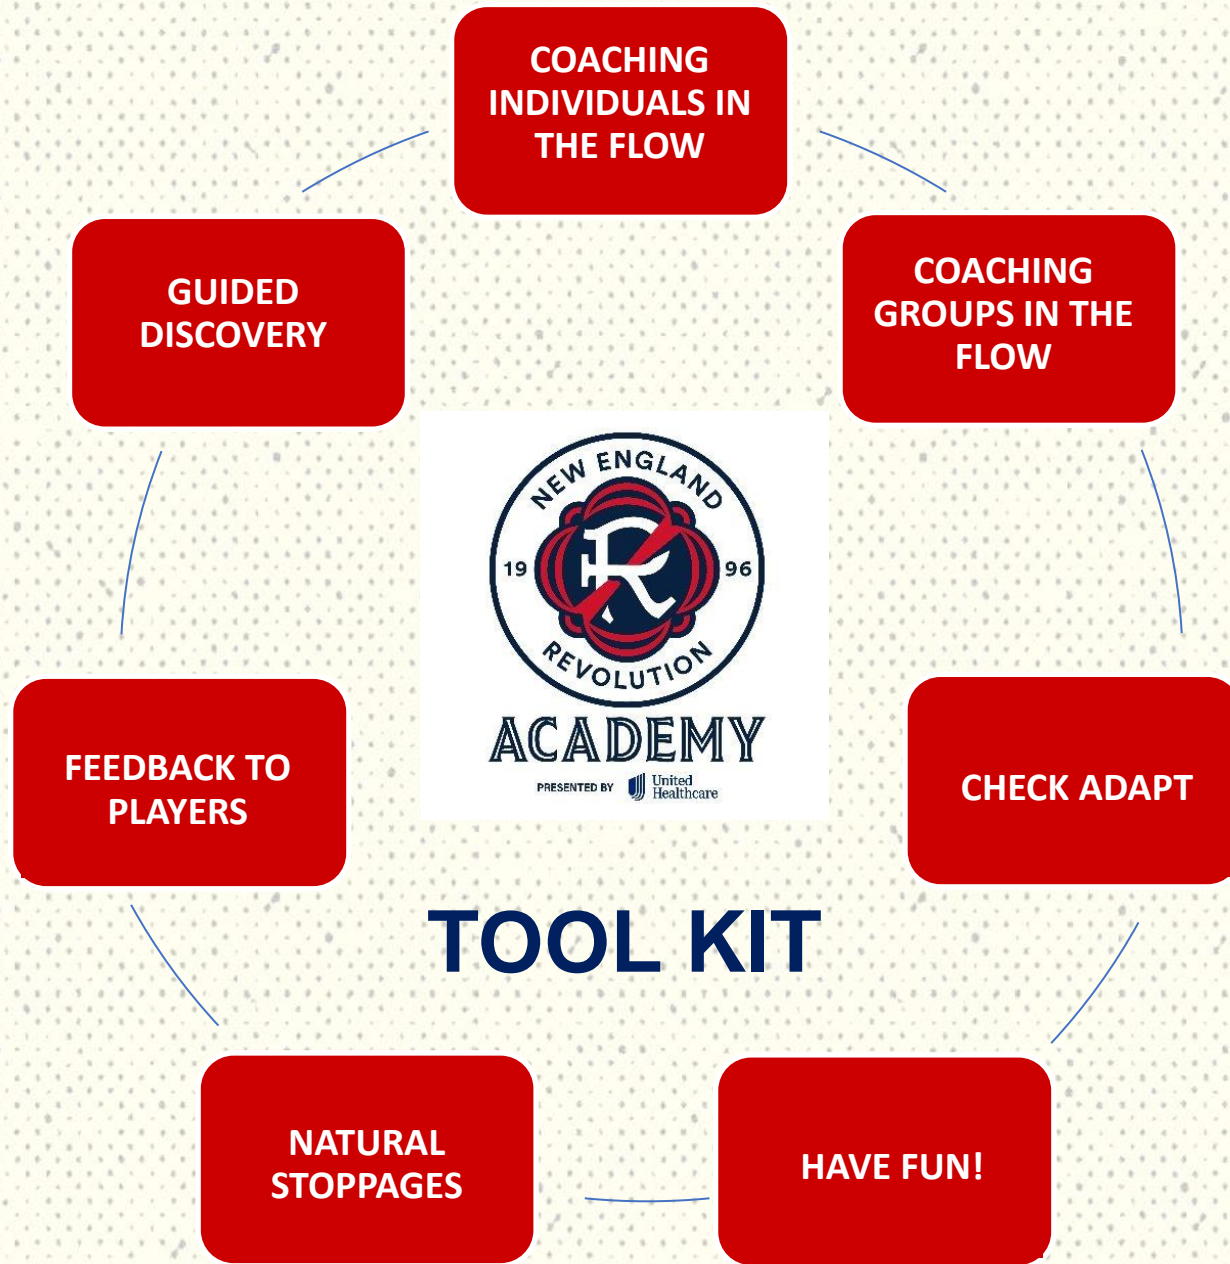 COACHING
INDIVIDUALS IN
THE FLOW
GUIDED
DISCOVERY
COACHING
GROUPS IN THE
FLOW
NEW ENGLAND
19 96
REVOLUTION
ACADEMY
PRESENTED BY United
Healthcare
FEEDBACK TO
PLAYERS
CHECK ADAPT
TOOL KIT
NATURAL
STOPPAGES
HAVE FUN!